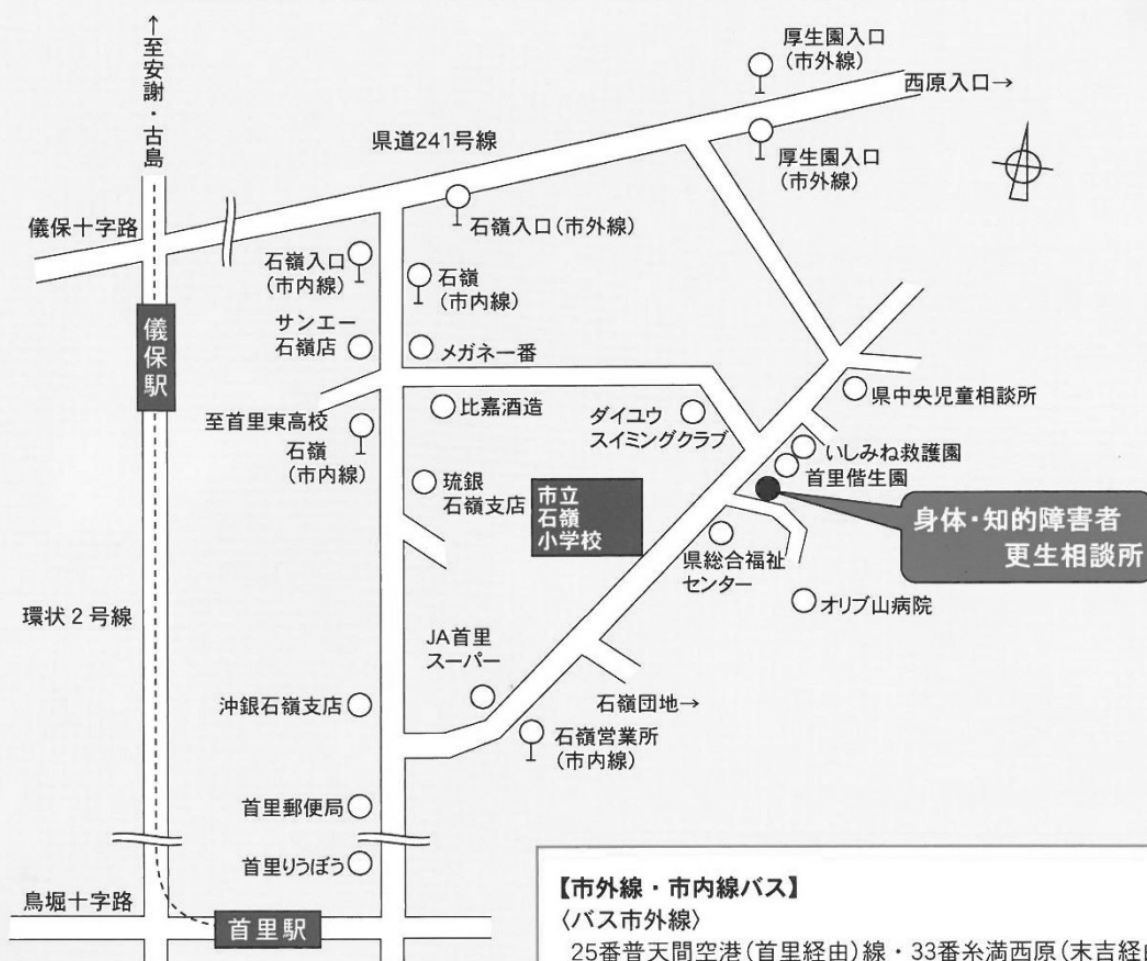 ↑至安謝・古島
厚生園入口
(市外線)
西原入口→
県道241号線
厚生園入口
(市外線)
儀保十字路
石嶺入口(市外線)
石嶺入口
(市内線)
石嶺
(市内線)
儀保駅
サンエー
石嶺店
メガネ一番
県中央児童相談所
至首里東高校
比嘉酒造
ダイユウ
スイミングクラブ
石嶺
(市内線)
いしみね救護園
首里偕生園
琉銀
石嶺支店
市立
石嶺
小学校
身体・知的障害者
更生相談所
県総合福祉
センター
オリブ山病院
環状2号線
JA首里
スーパー
沖銀石嶺支店
石嶺団地→
石嶺営業所
(市内線)
首里郵便局
首里りうぼう
鳥堀十字路
首里駅
【市外線・市内線バス】
〈バス市外線〉
25番普天間空港(首里経由)線・33番糸満西原(末吉経由